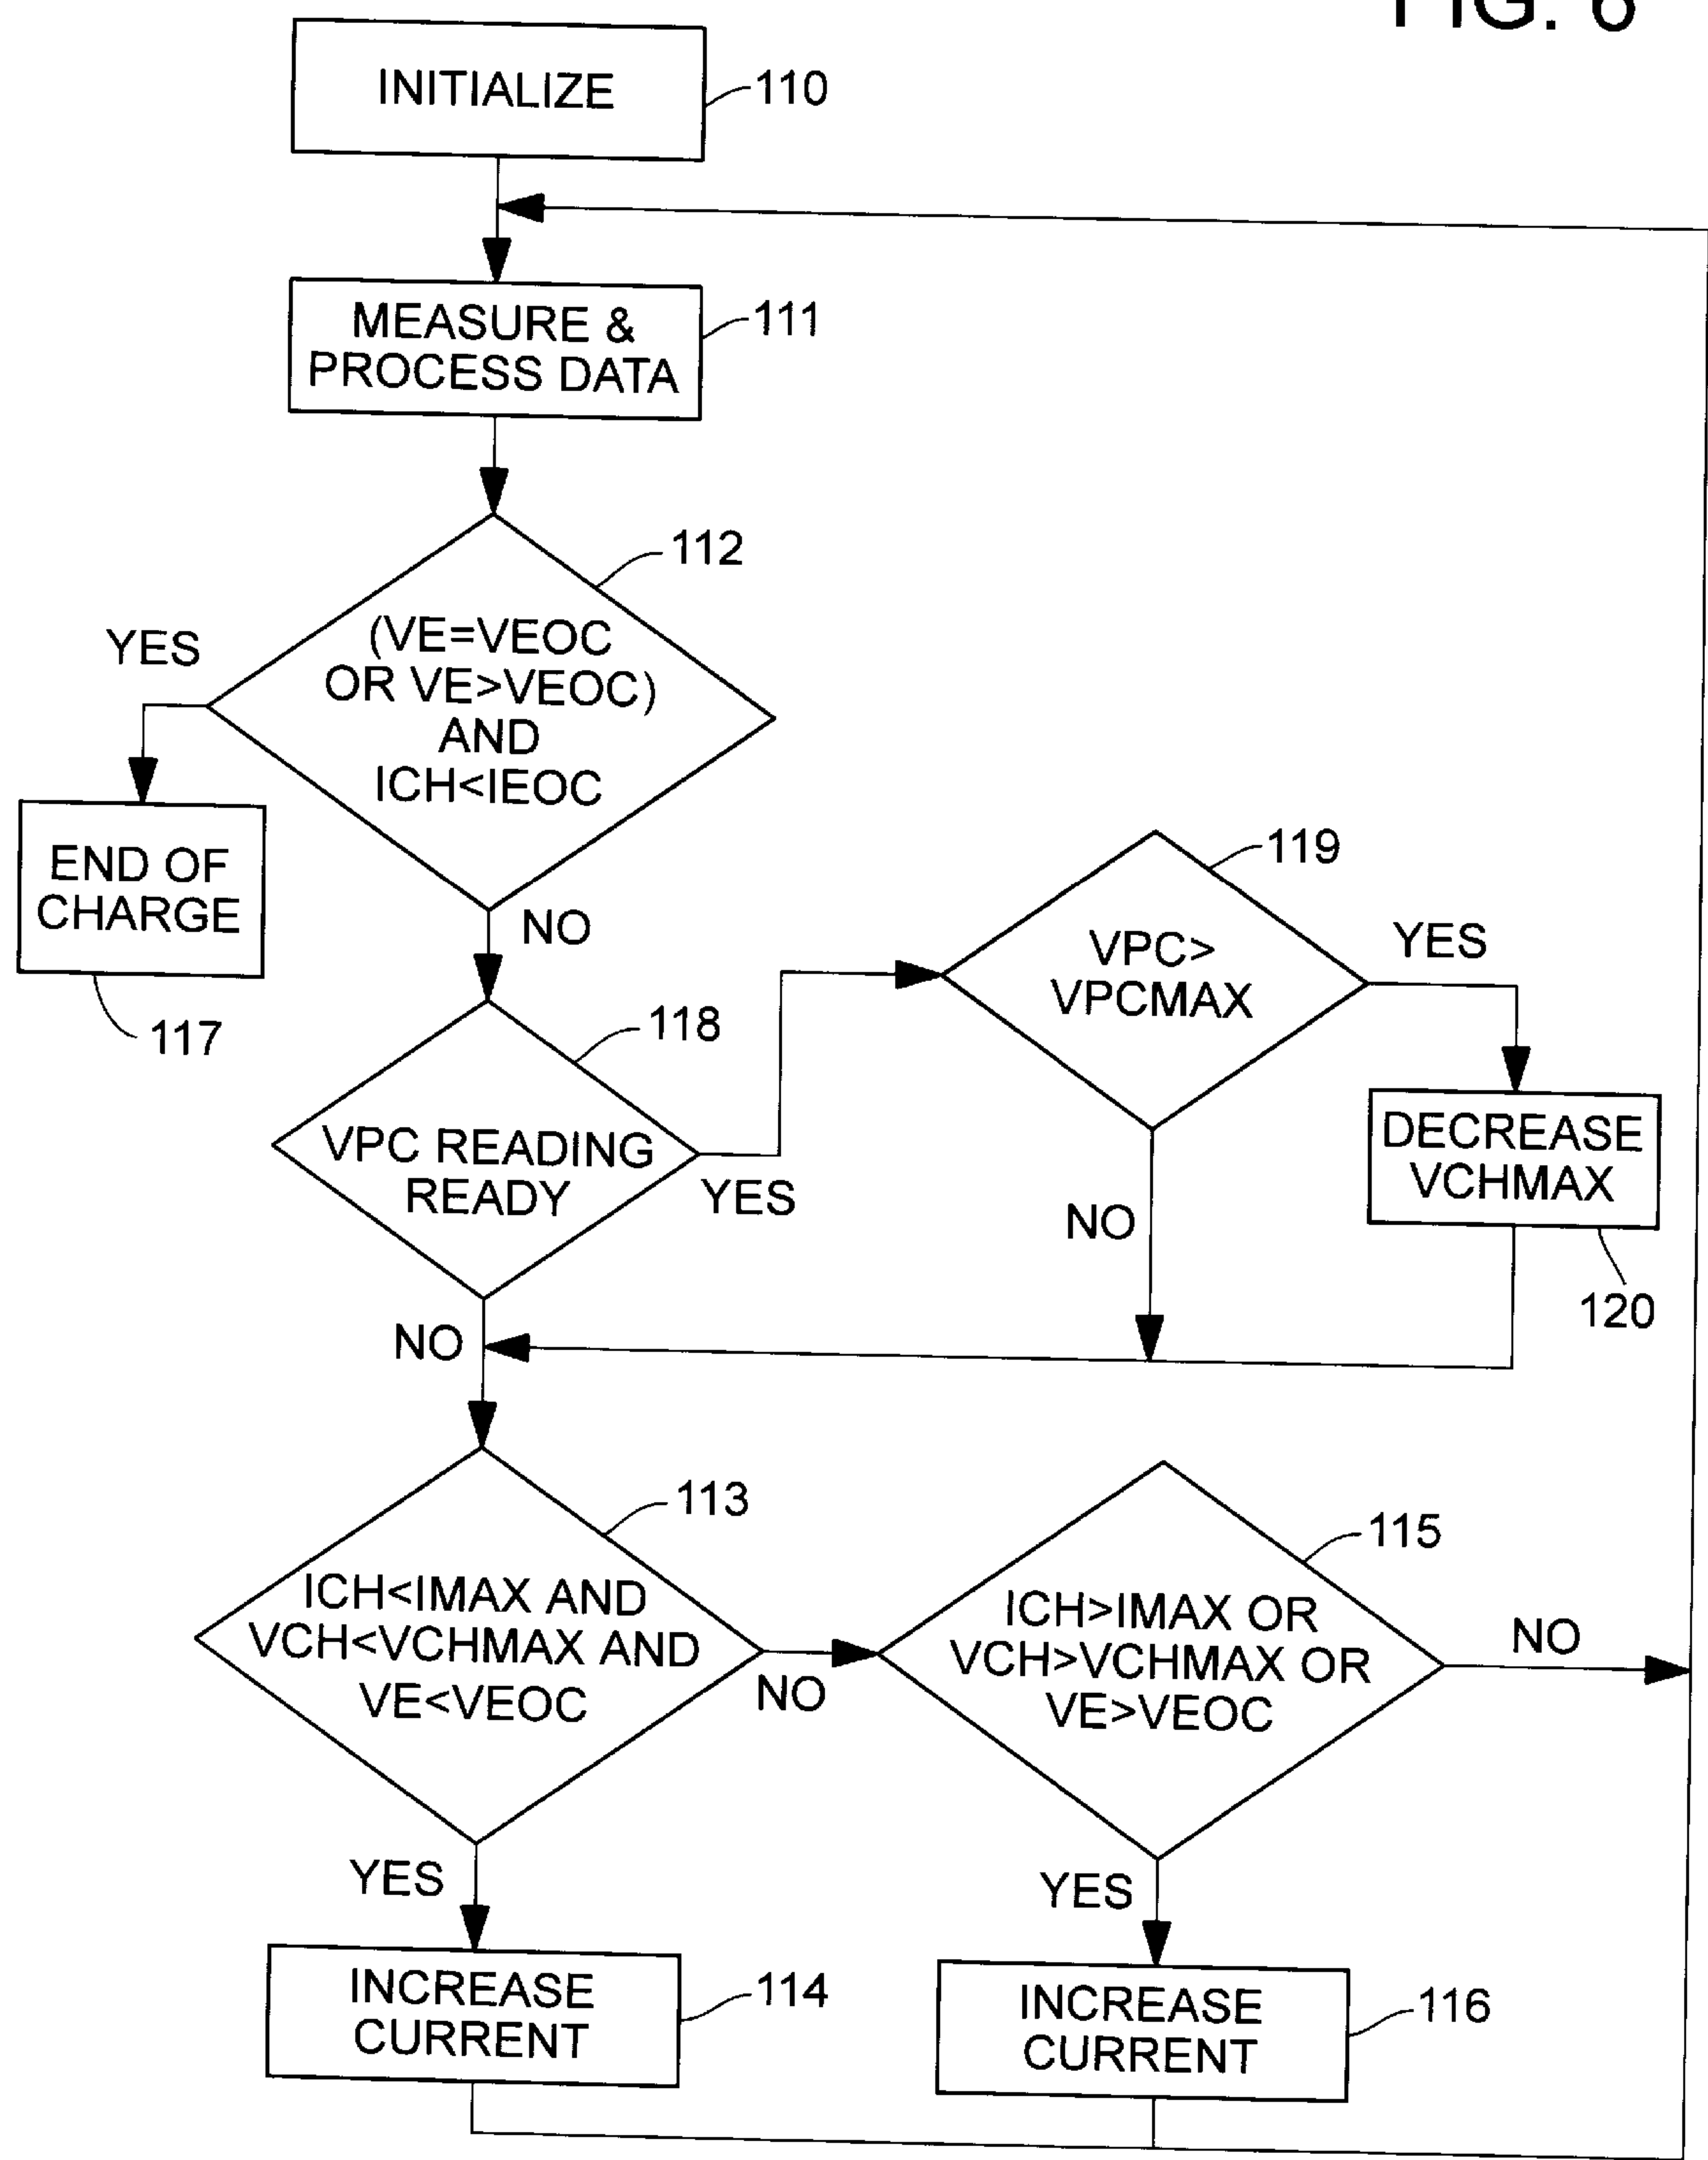 FIG. 6
INITIALIZE
110
MEASURE &
PROCESS DATA
111
112
YES
(VE=VEOC
OR VE>VEOC)
AND
ICH<IEOC
END OF
CHARGE
117
NO
119
VPC>
VPCMAX
YES
118
VPC READING
READY
YES
DECREASE
VCHMAX
NO
120
NO
113
ICH<IMAX AND
VCH<VCHMAX AND
VE<VEOC
NO
115
ICH>IMAX OR
VCH>VCHMAX OR
VE>VEOC
NO
YES
YES
INCREASE
CURRENT
114
INCREASE
CURRENT
116